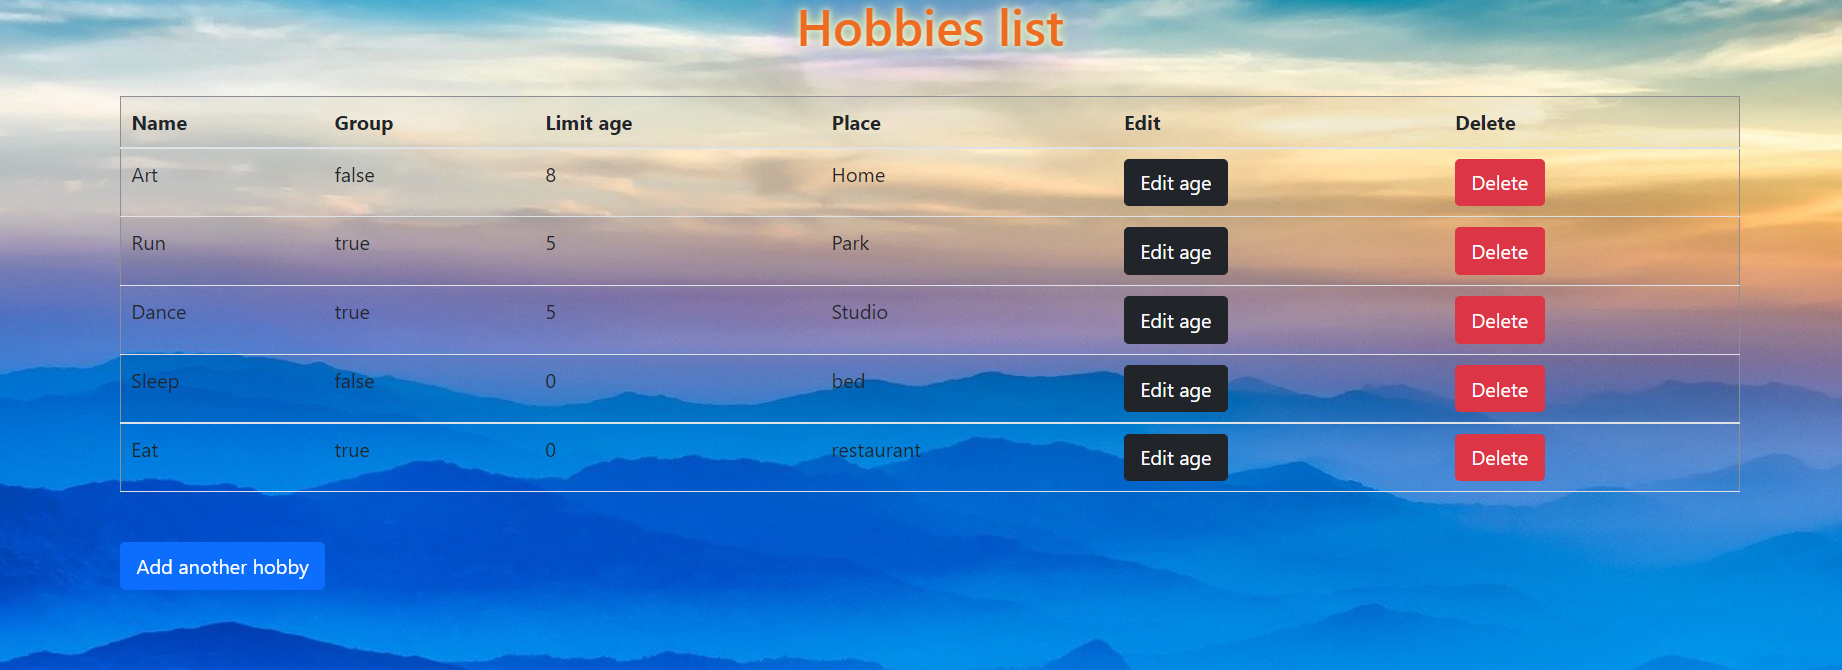 Hobbies list
Name Group Limit age Place Edit Delete
Art false 8 Home Edit age Delete
Run true 5 Park Edit age Delete
Dance true 5 Studio Edit age Delete
Sleep false 0 bed Edit age Delete
Eat true 0 restaurant Edit age Delete
Add another hobby